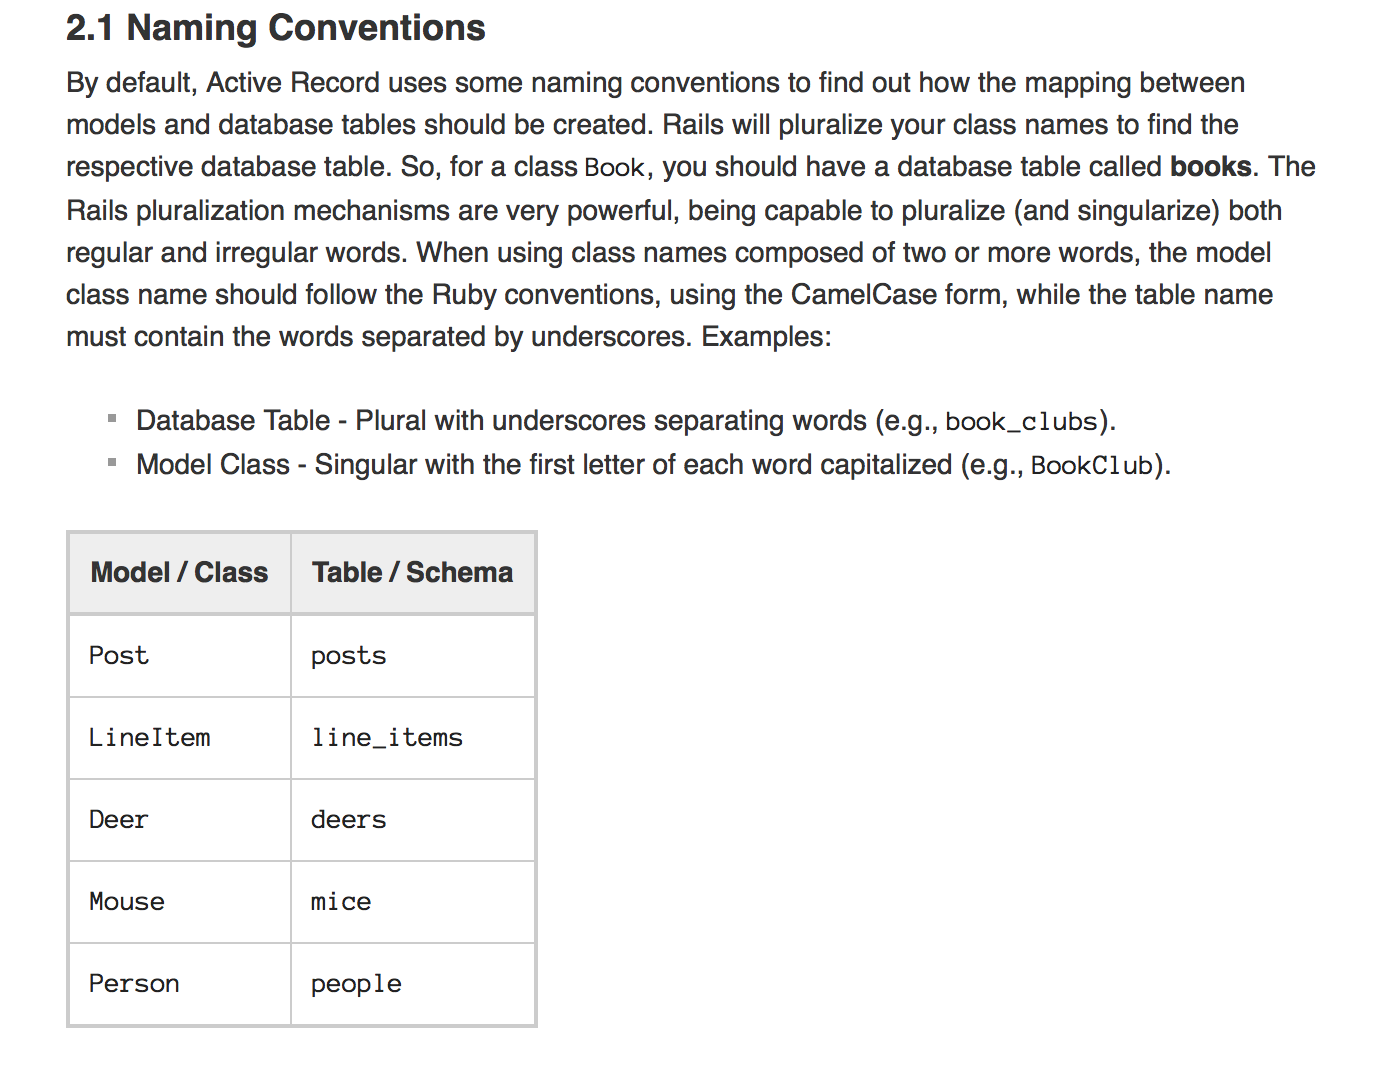 2.1 Naming Conventions
By default, Active Record uses some naming conventions to find out how the mapping between
models and database tables should be created. Rails will pluralize your class names to find the
respective database table. So, for a class Book, you should have a database table called books. The
Rails pluralization mechanisms are very powerful, being capable to pluralize (and singularize) both
regular and irregular words. When using class names composed of two or more words, the model
class name should follow the Ruby conventions, using the CamelCase form, while the table name
must contain the words separated by underscores. Examples:
Database Table - Plural with underscores separating words (e.g., book_clubs).
Model Class - Singular with the first letter of each word capitalized (e.g., BookClub).
Model / Class Table / Schema
Post posts
LineItem line_items
Deer deers
Mouse mice
Person people